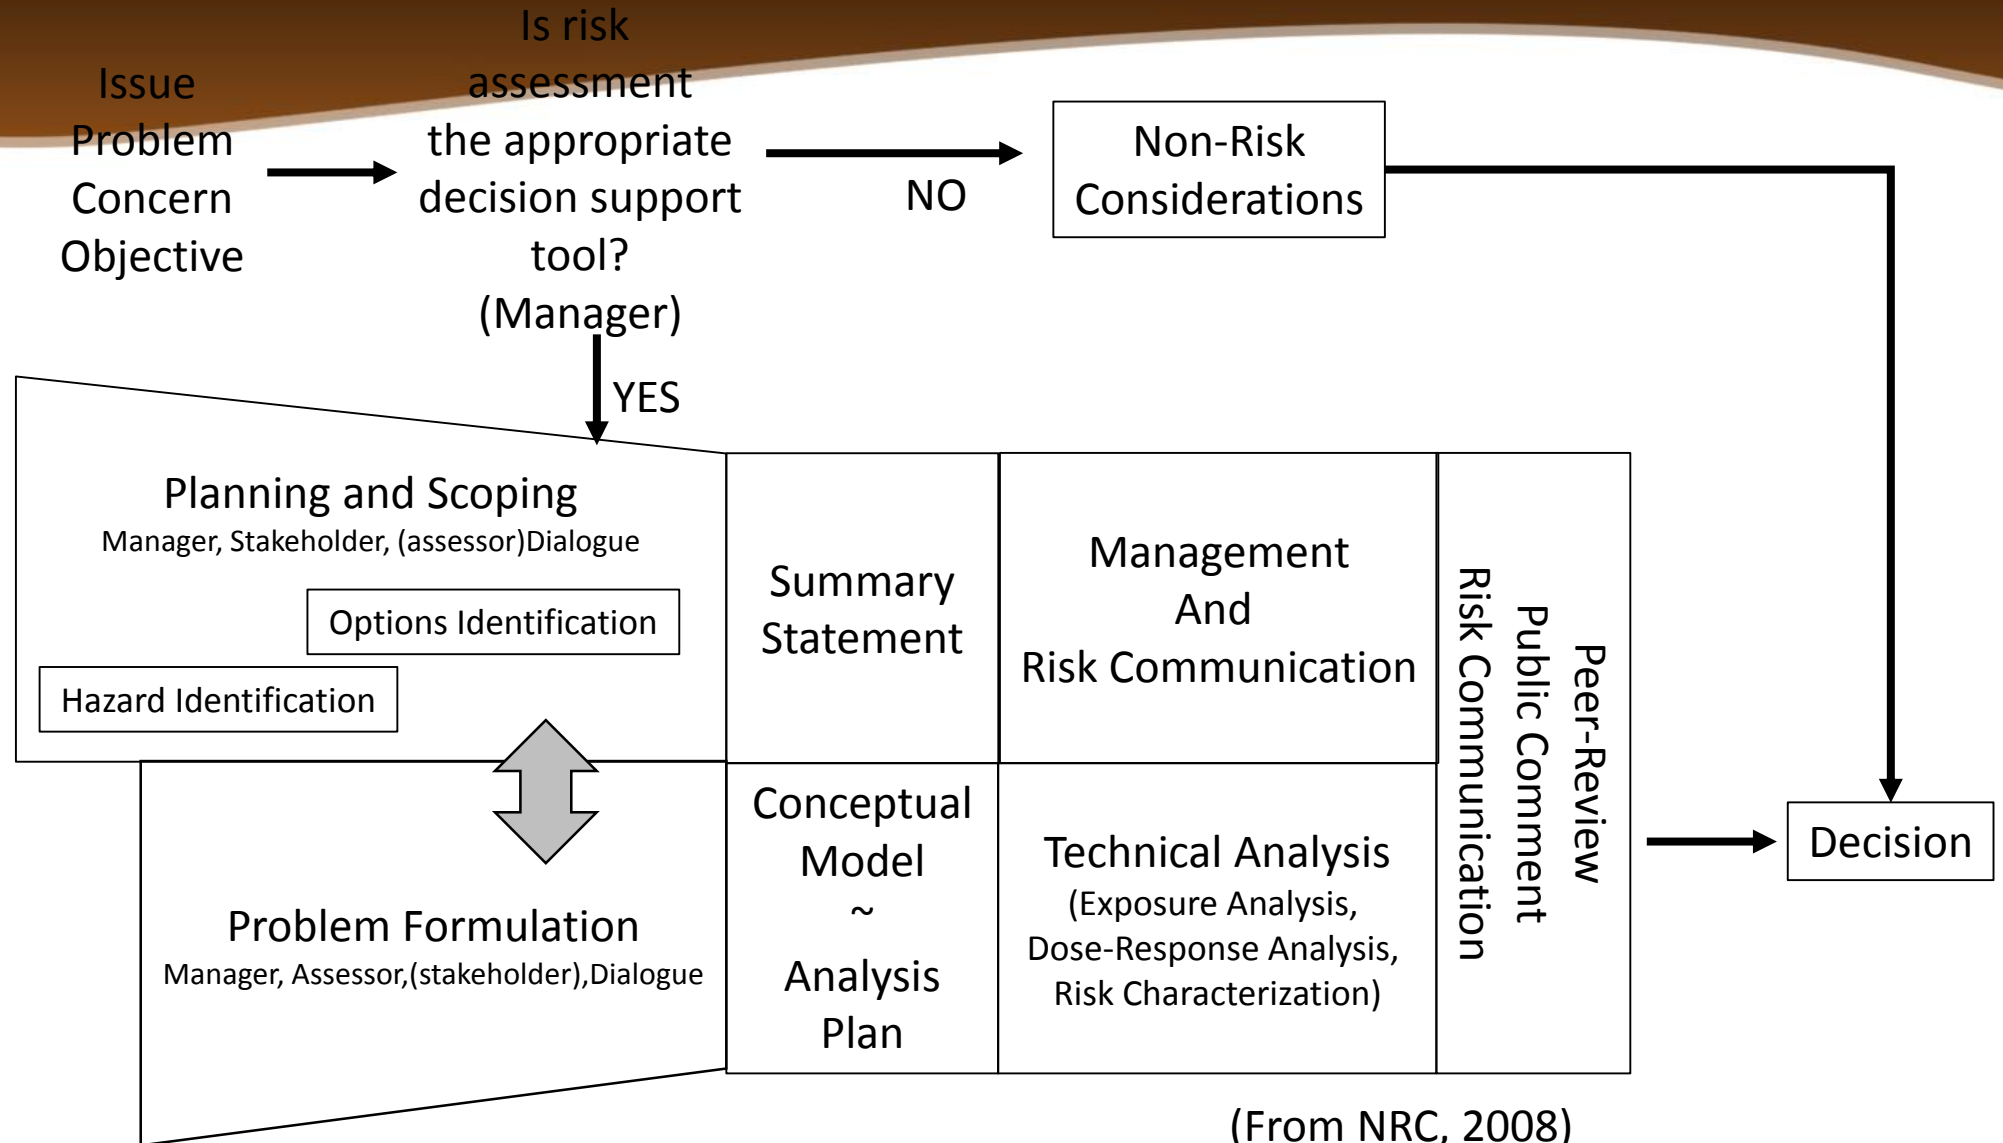 Issue
Problem
Concern
Objective
Is risk
assessment
the appropriate
decision support
tool?
(Manager)
NO
Non-Risk
Considerations
YES
Planning and Scoping
Manager, Stakeholder, (assessor)Dialogue
Options Identification
Hazard Identification
Summary
Statement
Management
And
Risk Communication
Peer-Review
Public Comment
Risk Communication
Problem Formulation
Manager, Assessor,(stakeholder),Dialogue
Conceptual
Model
~
Analysis
Plan
Technical Analysis
(Exposure Analysis,
Dose-Response Analysis,
Risk Characterization)
Decision
(From NRC, 2008)